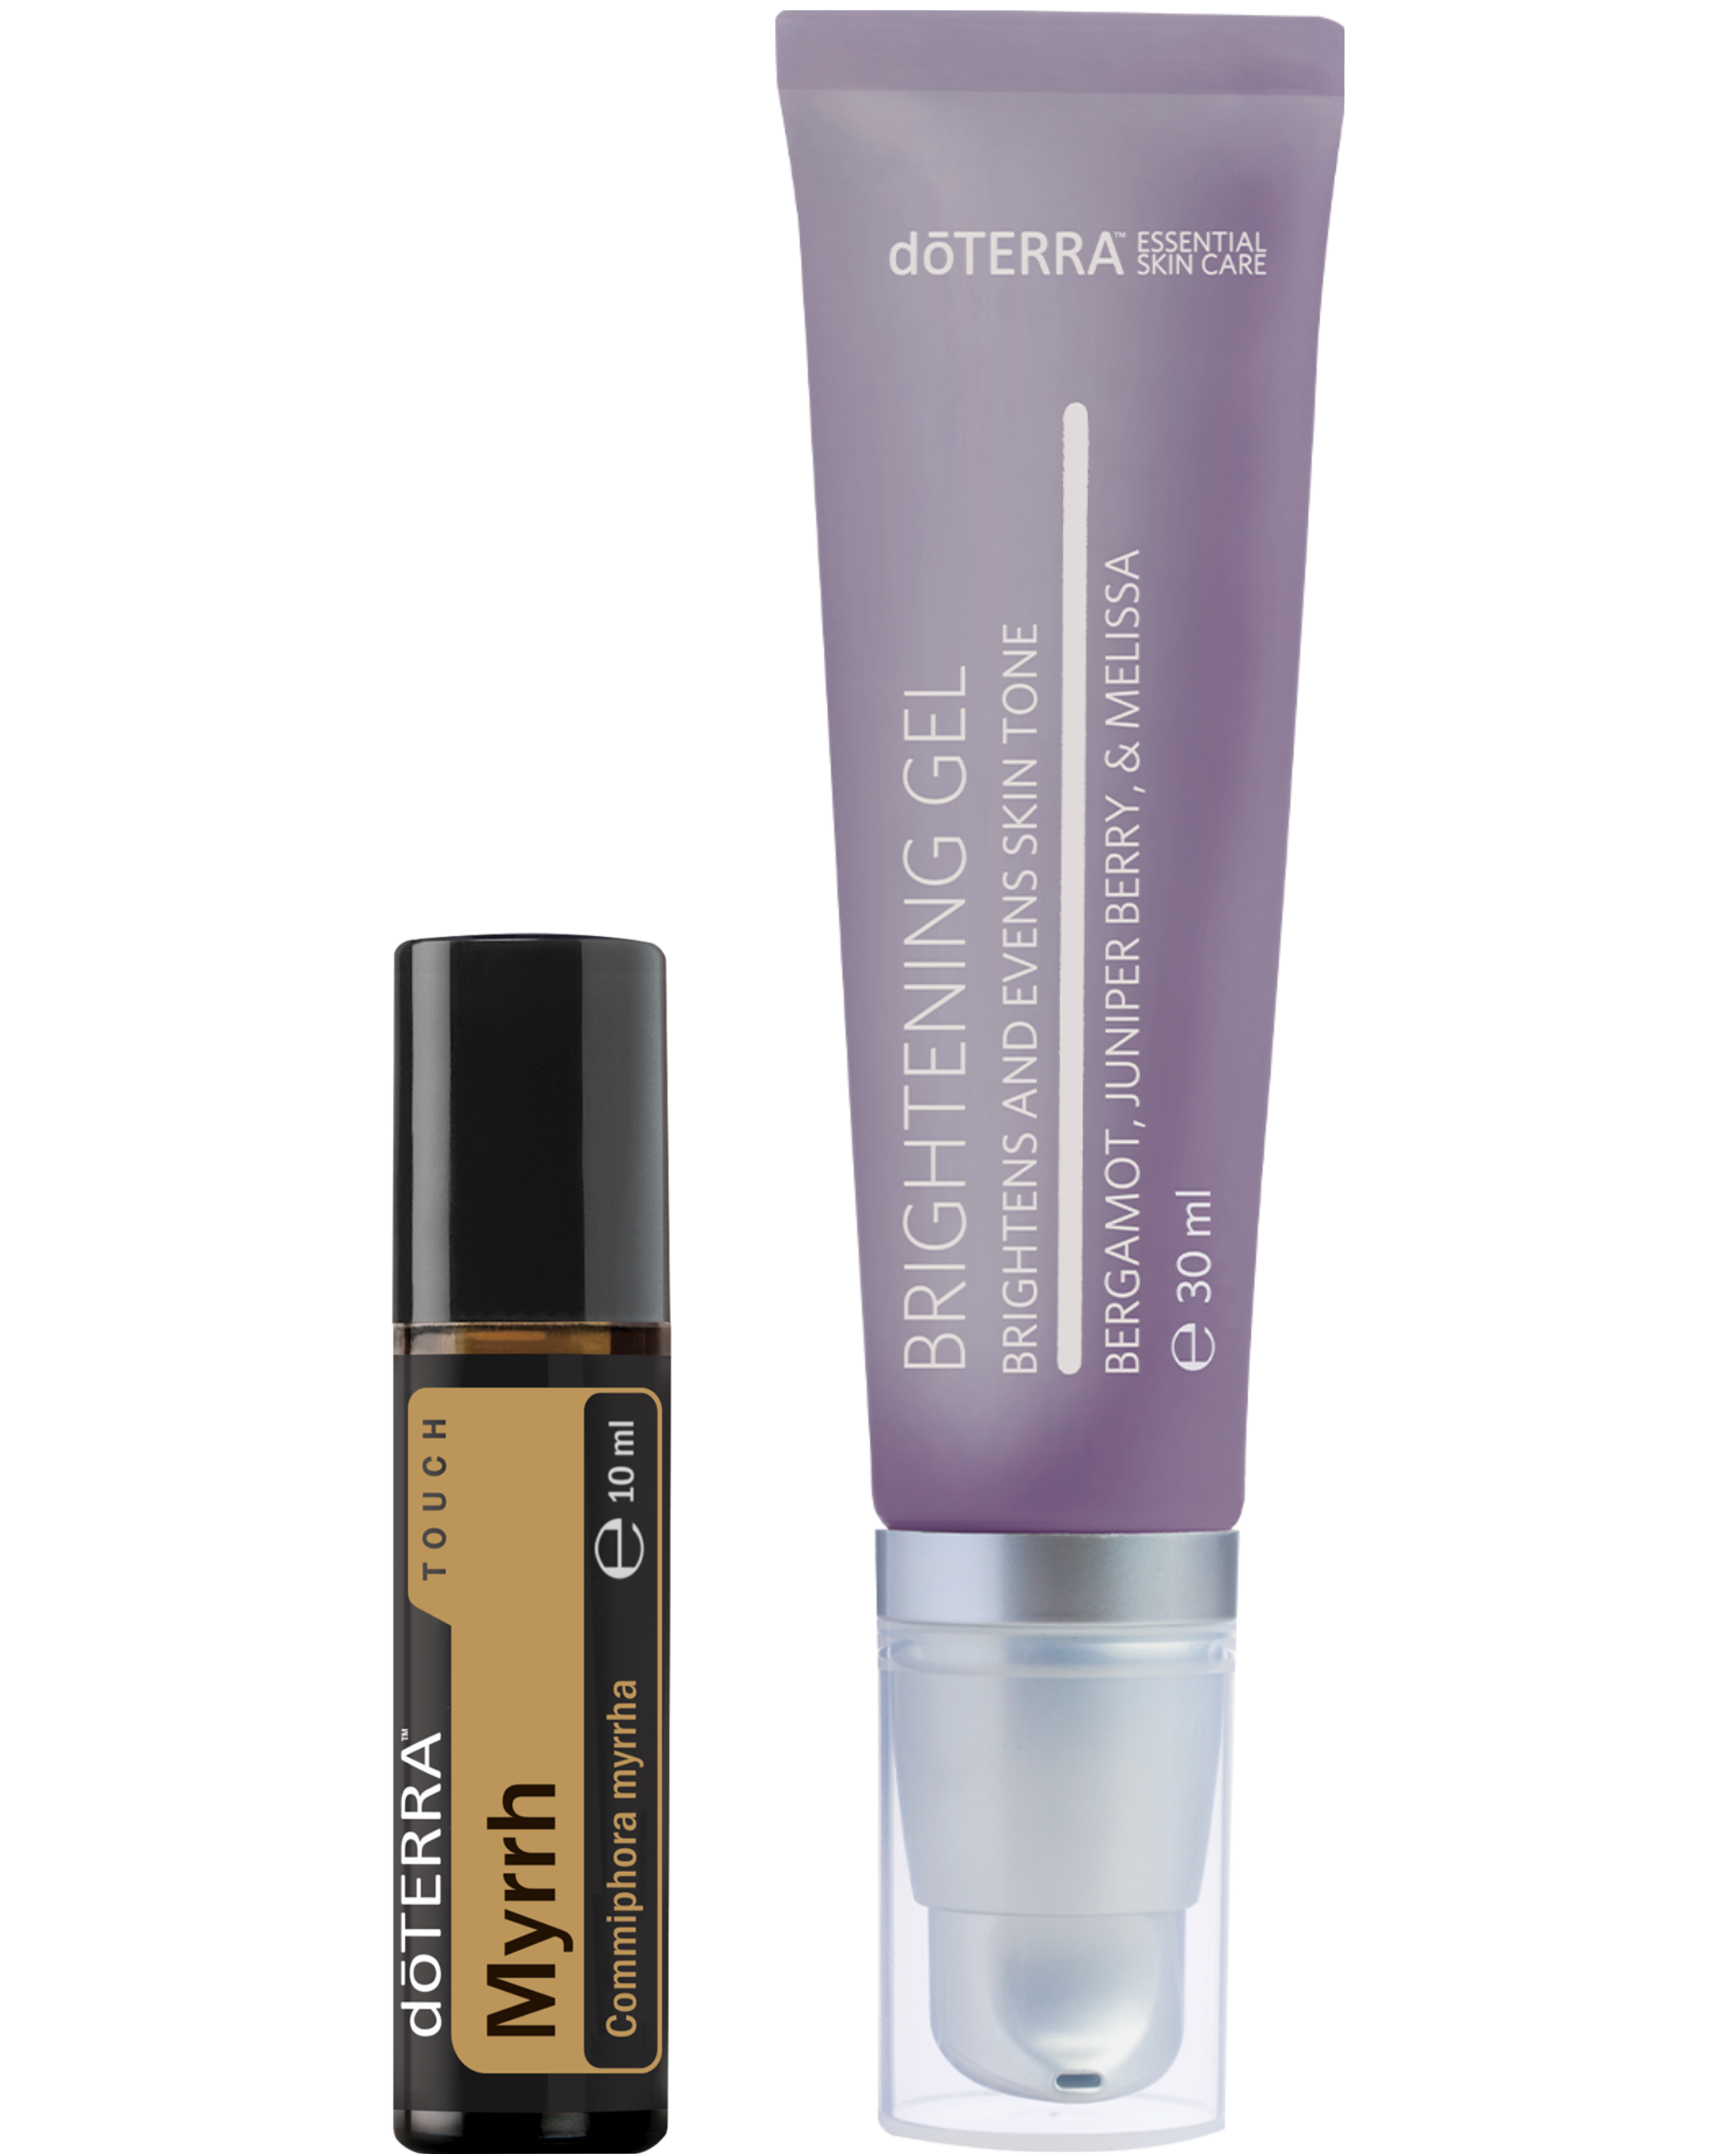 dōTERRA™
TOUCH
Myrrh
Commiphora myrrha ℮ 10 ml
dōTERRA™ ESSENTIAL
SKIN CARE
BRIGHTENING GEL
BRIGHTENS AND EVENS SKIN TONE
BERGAMOT, JUNIPER BERRY, & MELISSA
℮ 30 ml